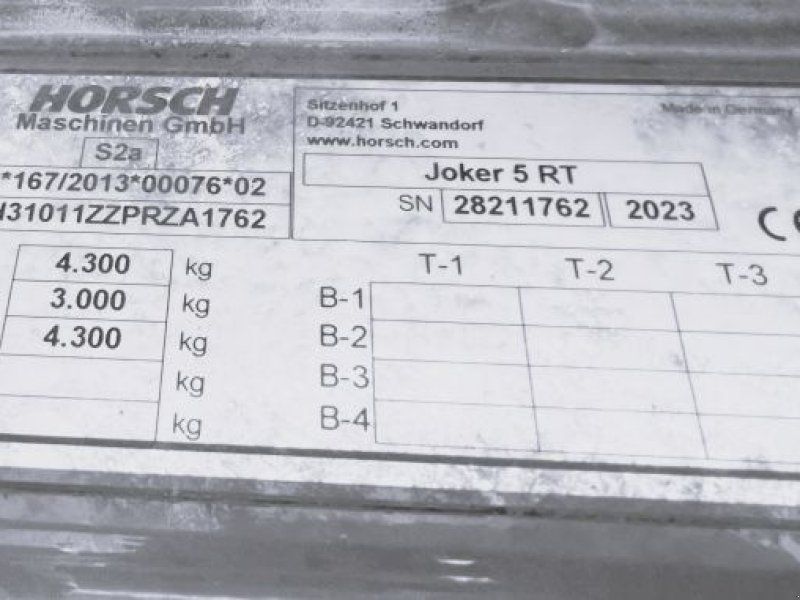 HORSCH
Maschinen GmbH
S2a
*167/2013*00076*02
31011ZZPRZA1762
Sitzenhof 1
D-92421 Schwandorf
www.horsch.com
Made in Germany
Joker 5 RT
SN 28211762 2023
CE
4.300 kg
3.000 kg
4.300 kg
kg
kg
T-1 T-2 T-3
B-1
B-2
B-3
B-4